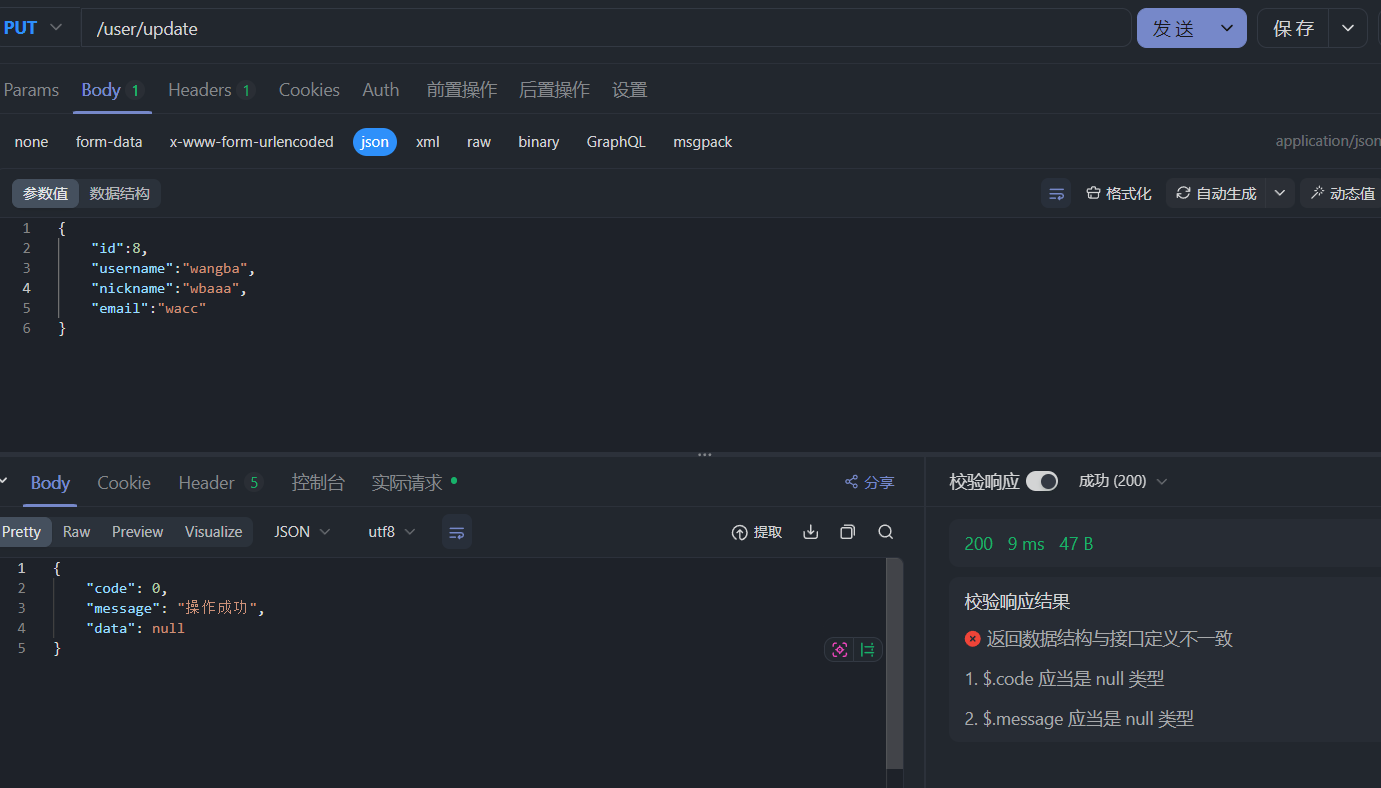 PUT /user/update 发送 保存
Params Body 1 Headers 1 Cookies Auth 前置操作 后置操作 设置
none form-data x-www-form-urlencoded json xml raw binary GraphQL msgpack application/json
参数值 数据结构 格式化 自动生成 动态值
1 {
2 "id":8,
3 "username":"wangba",
4 "nickname":"wbaaa",
5 "email":"wacc"
6 }
Body Cookie Header 5 控制台 实际请求 分享
Pretty Raw Preview Visualize JSON utf8 提取
1 {
2 "code": 0,
3 "message": "操作成功",
4 "data": null
5 }
校验响应 成功 (200)
200 9 ms 47 B
校验响应结果
返回数据结构与接口定义不一致
1. $.code 应当是 null 类型
2. $.message 应当是 null 类型